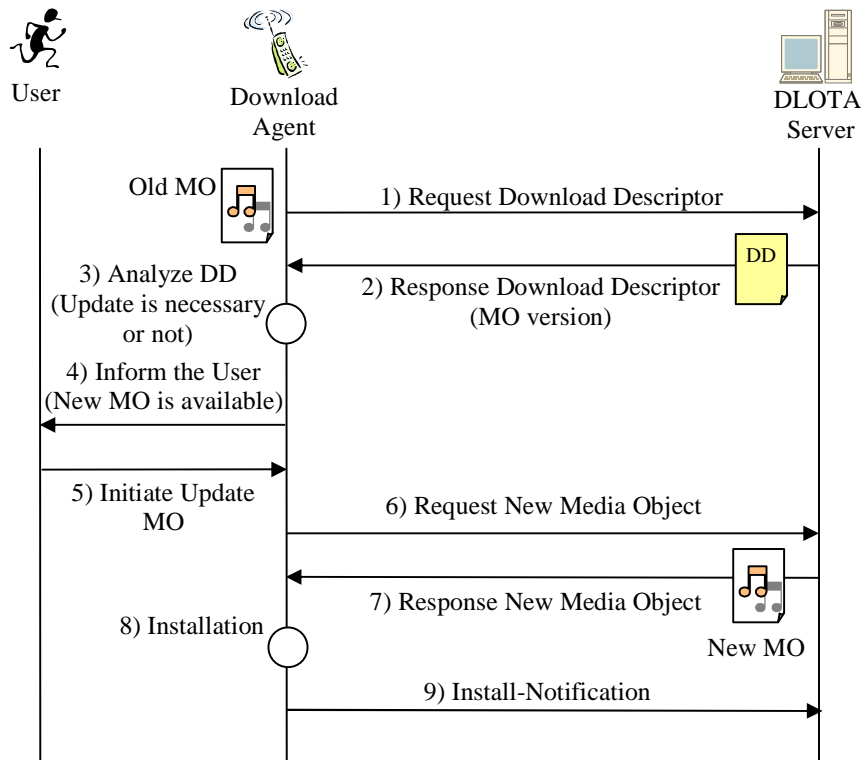 User
Download
Agent
DLOTA
Server
Old MO
1) Request Download Descriptor
DD
2) Response Download Descriptor
(MO version)
3) Analyze DD
(Update is necessary
or not)
4) Inform the User
(New MO is available)
5) Initiate Update
MO
6) Request New Media Object
7) Response New Media Object
New MO
8) Installation
9) Install-Notification